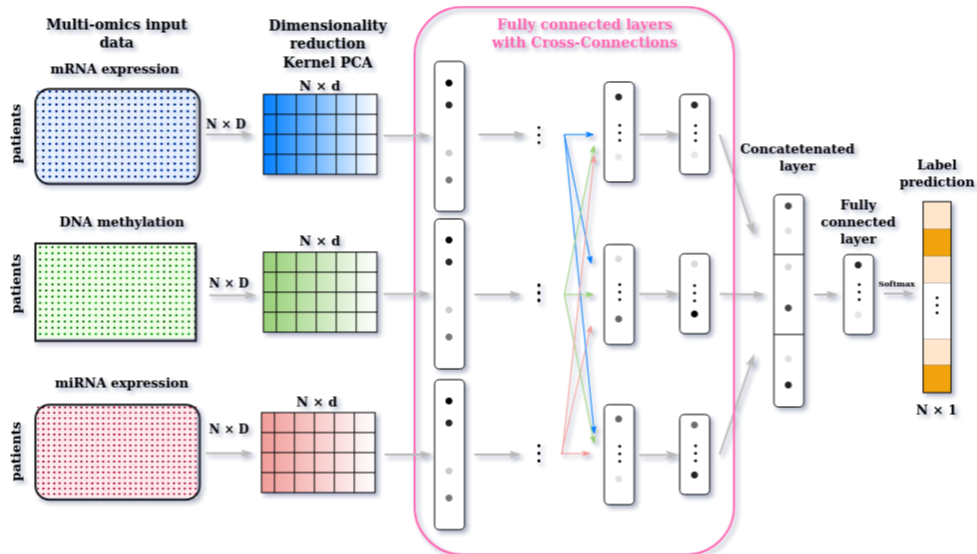 Multi-omics input
data
mRNA expression
patients
N × D
Dimensionality
reduction
Kernel PCA
N × d
Fully connected layers
with Cross-Connections
DNA methylation
patients
N × D
N × d
miRNA expression
patients
N × D
N × d
Concatetenated
layer
Fully
connected
layer
Softmax
Label
prediction
N × 1